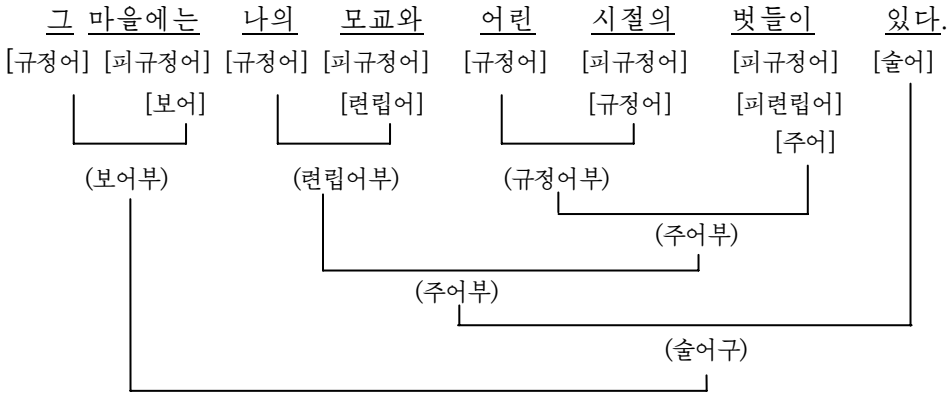 그 마을에는 나의 모교와 어린 시절의 벗들이 있다.
[규정어] [피규정어] [규정어] [피규정어] [규정어] [피규정어] [피규정어] [술어]
[보어] [련립어] [규정어] [피련립어]
[주어]
(보어부) (련립어부) (규정어부)
(주어부)
(주어부)
(술어구)